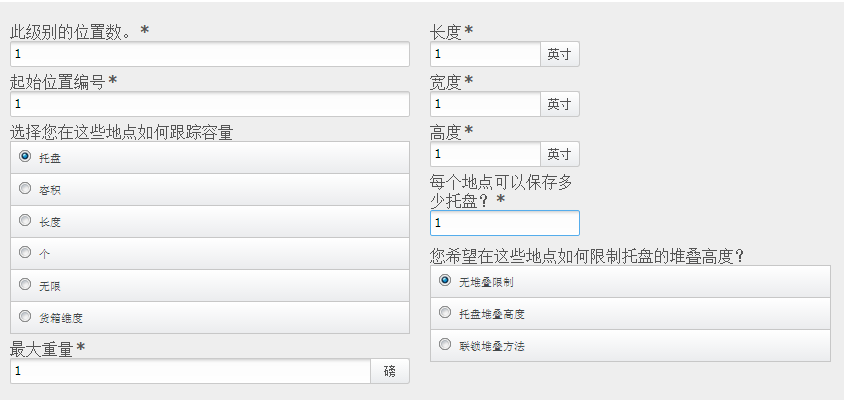 此级别的位置数。*
1
起始位置编号*
1
选择您在这些地点如何跟踪容量
托盘
容积
长度
个
无限
货箱维度
最大重量*
1 磅
长度*
1 英寸
宽度*
1 英寸
高度*
1 英寸
每个地点可以保存多
少托盘？*
1
您希望在这些地点如何限制托盘的堆叠高度？
无堆叠限制
托盘堆叠高度
联锁堆叠方法